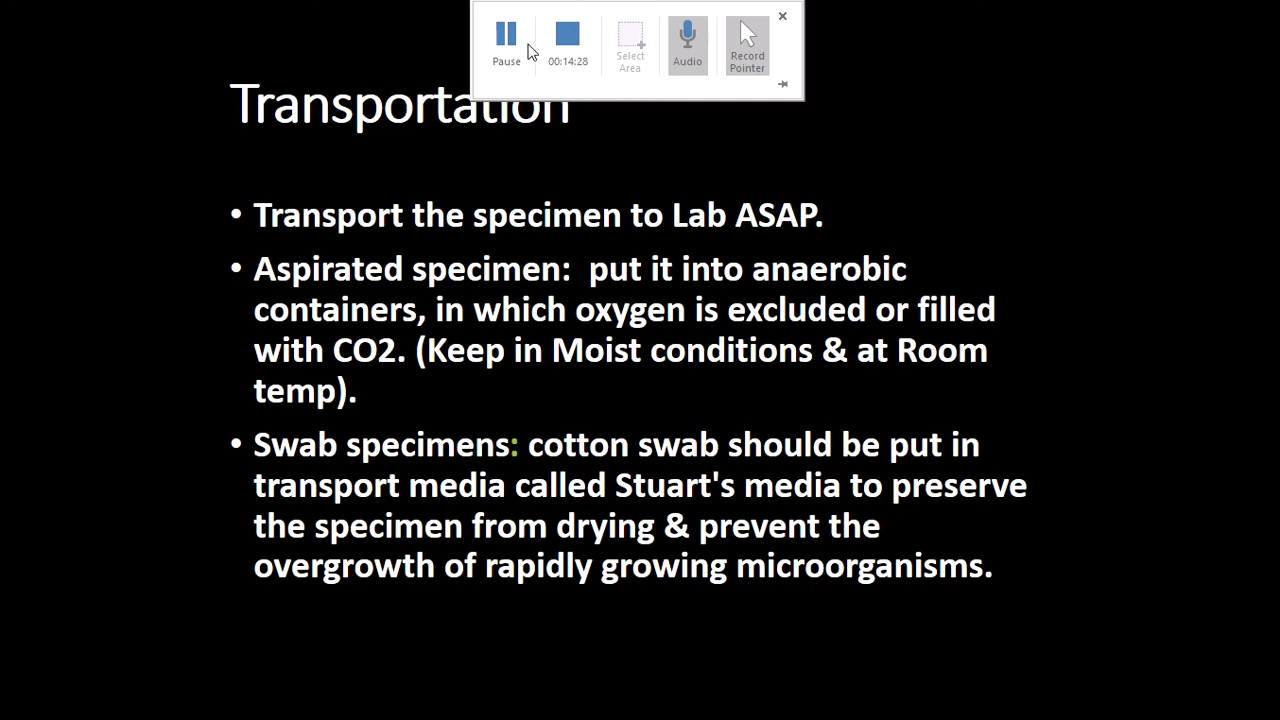 Pause
00:14:28
Select
Area
Audio
Record
Pointer
Transportation
• Transport the specimen to Lab ASAP.
• Aspirated specimen:  put it into anaerobic
containers, in which oxygen is excluded or filled
with CO2. (Keep in Moist conditions & at Room
temp).
• Swab specimens: cotton swab should be put in
transport media called Stuart's media to preserve
the specimen from drying & prevent the
overgrowth of rapidly growing microorganisms.